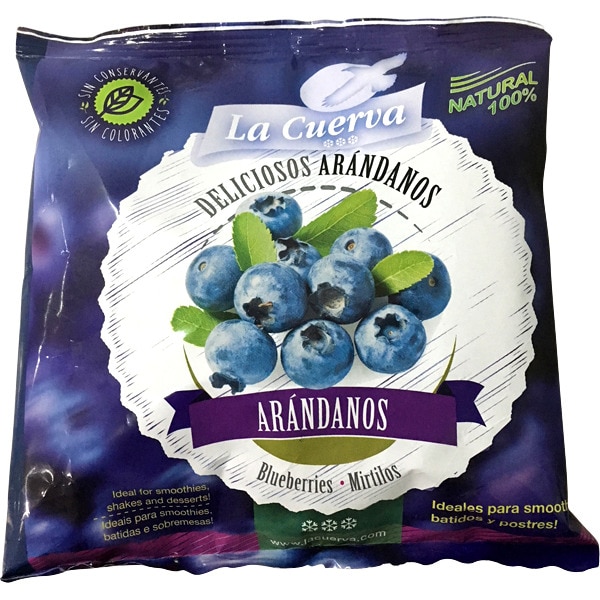 SIN CONSERVANTES
SIN COLORANTES
La Cuerva
NATURAL
100%
DELICIOSOS ARÁNDANOS
ARÁNDANOS
Blueberries · Mirtilos
Ideal for smoothies,
shakes and desserts!
Ideais para smoothies,
batidas e sobremesas!
Ideales para smoot
batidos y postres!
www.lacuerva.com